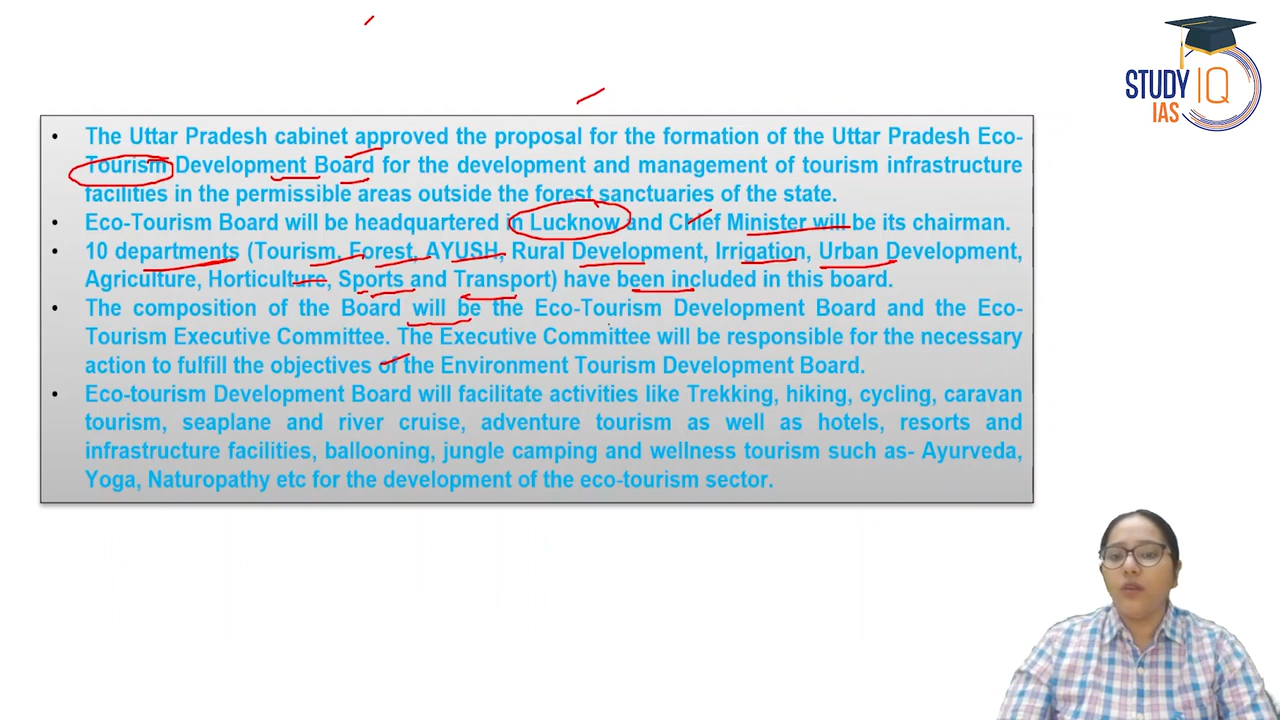 STUDY IQ
IAS
• The Uttar Pradesh cabinet approved the proposal for the formation of the Uttar Pradesh Eco-
Tourism Development Board for the development and management of tourism infrastructure
facilities in the permissible areas outside the forest sanctuaries of the state.
• Eco-Tourism Board will be headquartered in Lucknow and Chief Minister will be its chairman.
• 10 departments (Tourism, Forest, AYUSH, Rural Development, Irrigation, Urban Development,
Agriculture, Horticulture, Sports and Transport) have been included in this board.
• The composition of the Board will be the Eco-Tourism Development Board and the Eco-
Tourism Executive Committee. The Executive Committee will be responsible for the necessary
action to fulfill the objectives of the Environment Tourism Development Board.
• Eco-tourism Development Board will facilitate activities like Trekking, hiking, cycling, caravan
tourism, seaplane and river cruise, adventure tourism as well as hotels, resorts and
infrastructure facilities, ballooning, jungle camping and wellness tourism such as- Ayurveda,
Yoga, Naturopathy etc for the development of the eco-tourism sector.